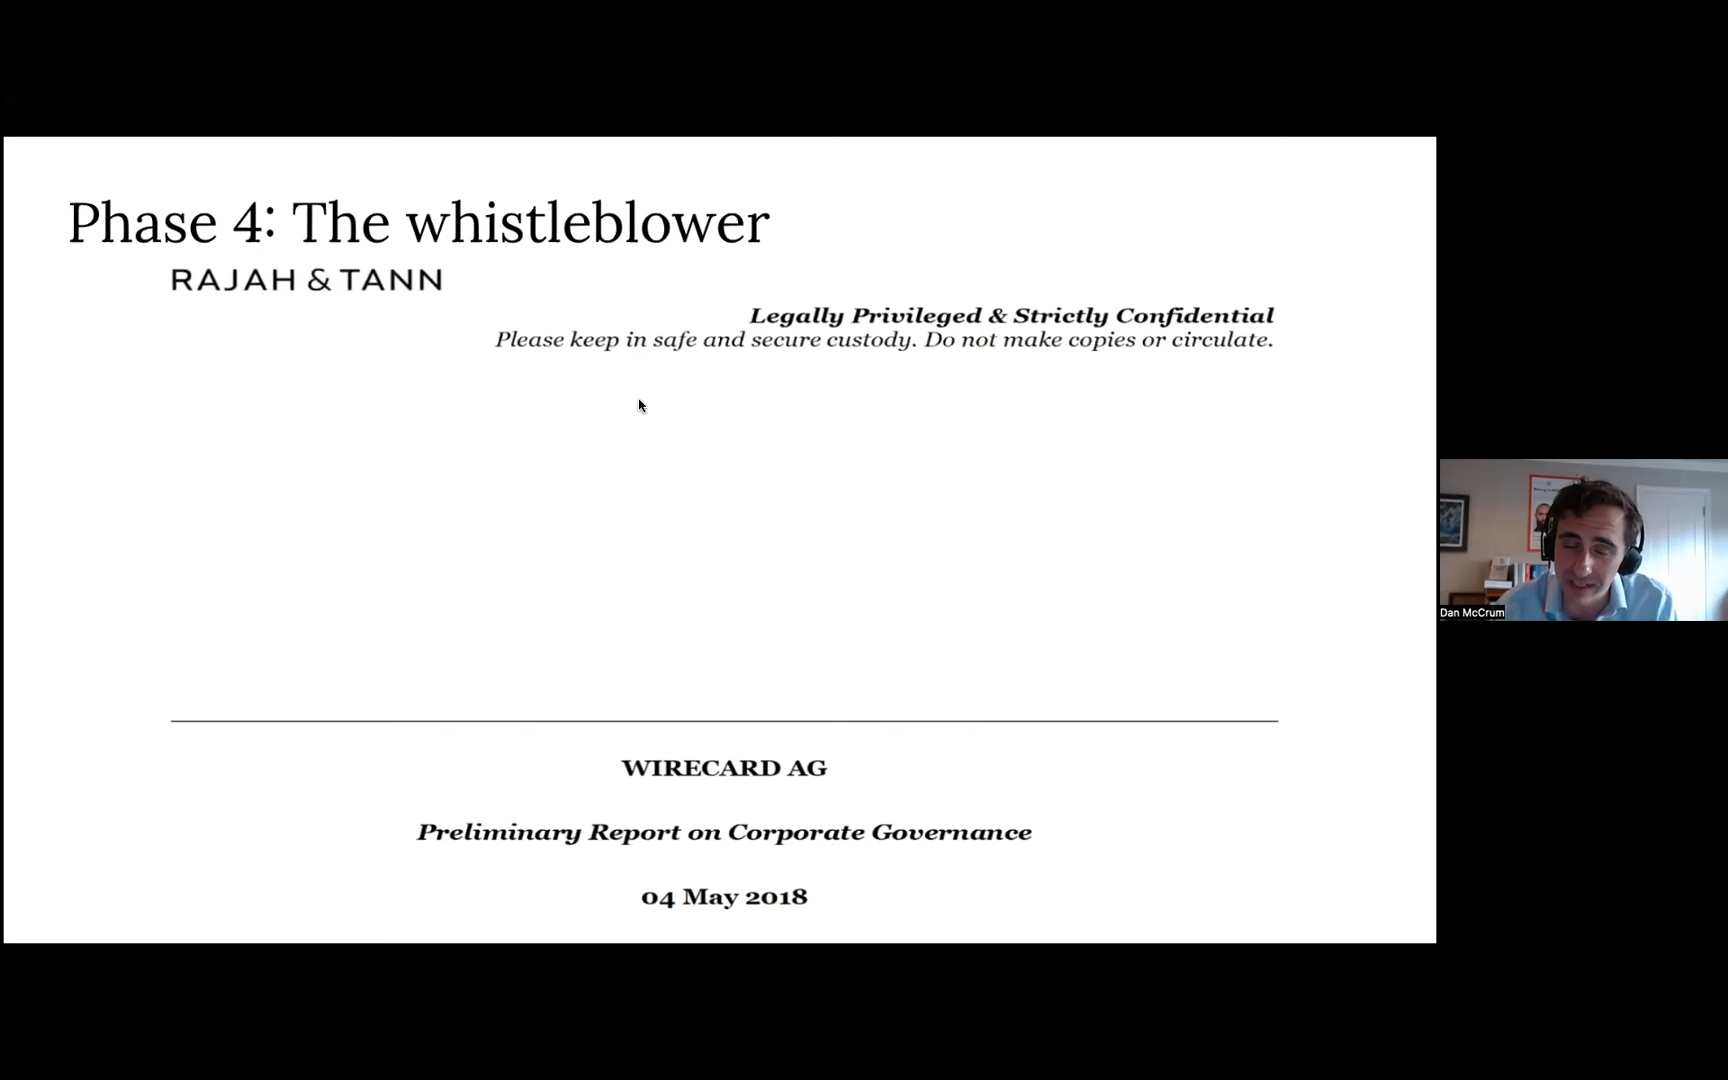 Phase 4: The whistleblower
RAJAH & TANN
Legally Privileged & Strictly Confidential
Please keep in safe and secure custody. Do not make copies or circulate.
WIRECARD AG
Preliminary Report on Corporate Governance
04 May 2018
Dan McCrum